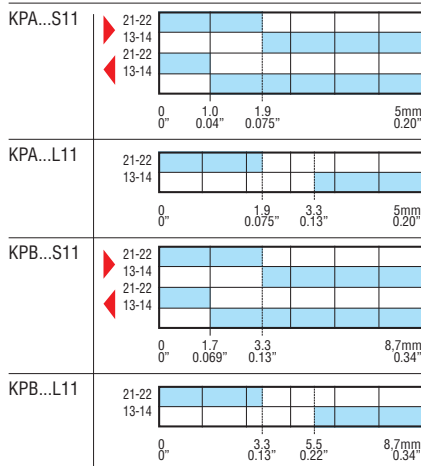 KPA...S11
21-22
13-14
21-22
13-14
0 1.0 1.9 5mm
0" 0.04" 0.075" 0.20"
KPA...L11
21-22
13-14
0 1.9 3.3 5mm
0" 0.075" 0.13" 0.20"
KPB...S11
21-22
13-14
21-22
13-14
0 1.7 3.3 8,7mm
0" 0.069" 0.13" 0.34"
KPB...L11
21-22
13-14
0 3.3 5.5 8,7mm
0" 0.13" 0.22" 0.34"